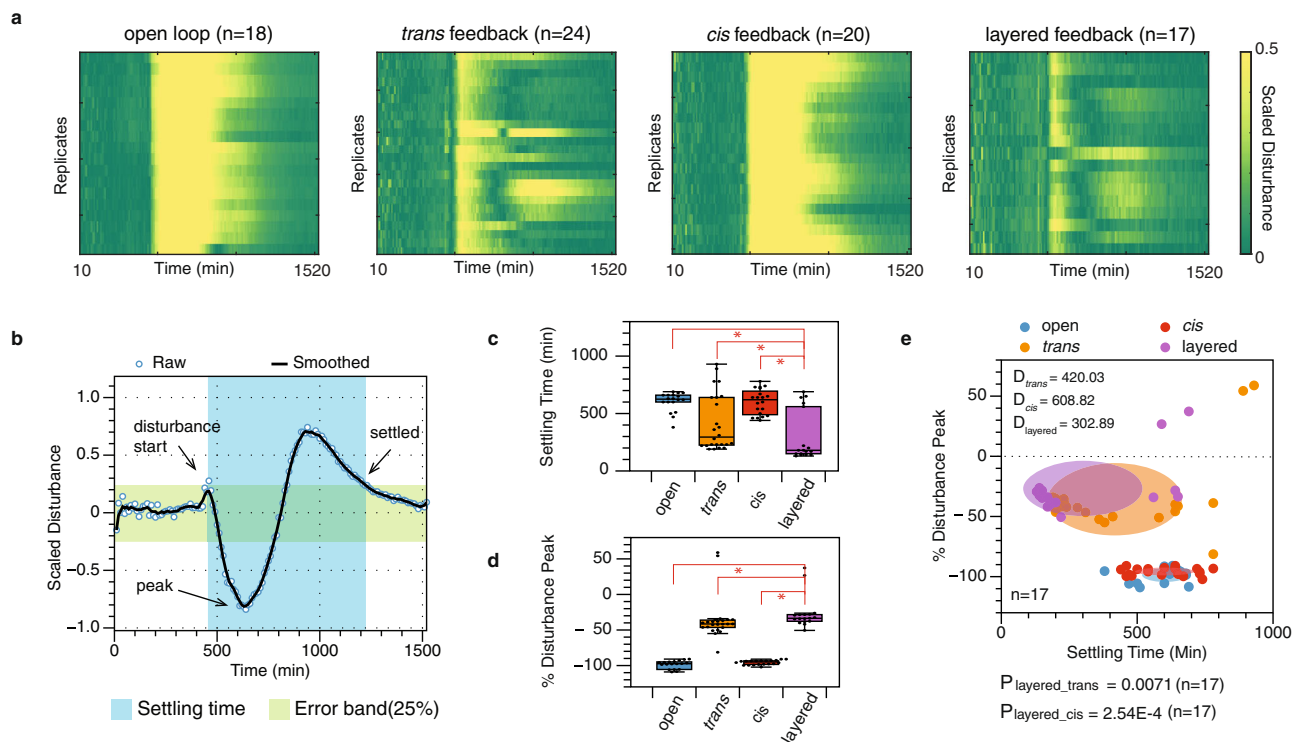 a
open loop (n=18)
trans feedback (n=24)
cis feedback (n=20)
layered feedback (n=17)
Replicates
10 Time (min) 1520
Replicates
10 Time (min) 1520
Replicates
10 Time (min) 1520
Replicates
10 Time (min) 1520
0.5
Scaled Disturbance
0
b
Raw
Smoothed
Scaled Disturbance
1.0
0.5
0
−0.5
−1.0
disturbance
start
settled
peak
0 500 1000 1500
Time (min)
Settling time
Error band(25%)
c
Settling Time (min)
1000
500
0
*
*
*
open
trans
cis
layered
d
% Disturbance Peak
50
0
−
50
−100
*
*
*
open
trans
cis
layered
e
open
cis
trans
layered
% Disturbance Peak
50
0
−50
−100
D trans = 420.03
D cis = 608.82
D layered = 302.89
n=17
0 500 1000
Settling Time (Min)
P layered_trans = 0.0071 (n=17)
P layered_cis = 2.54E-4 (n=17)